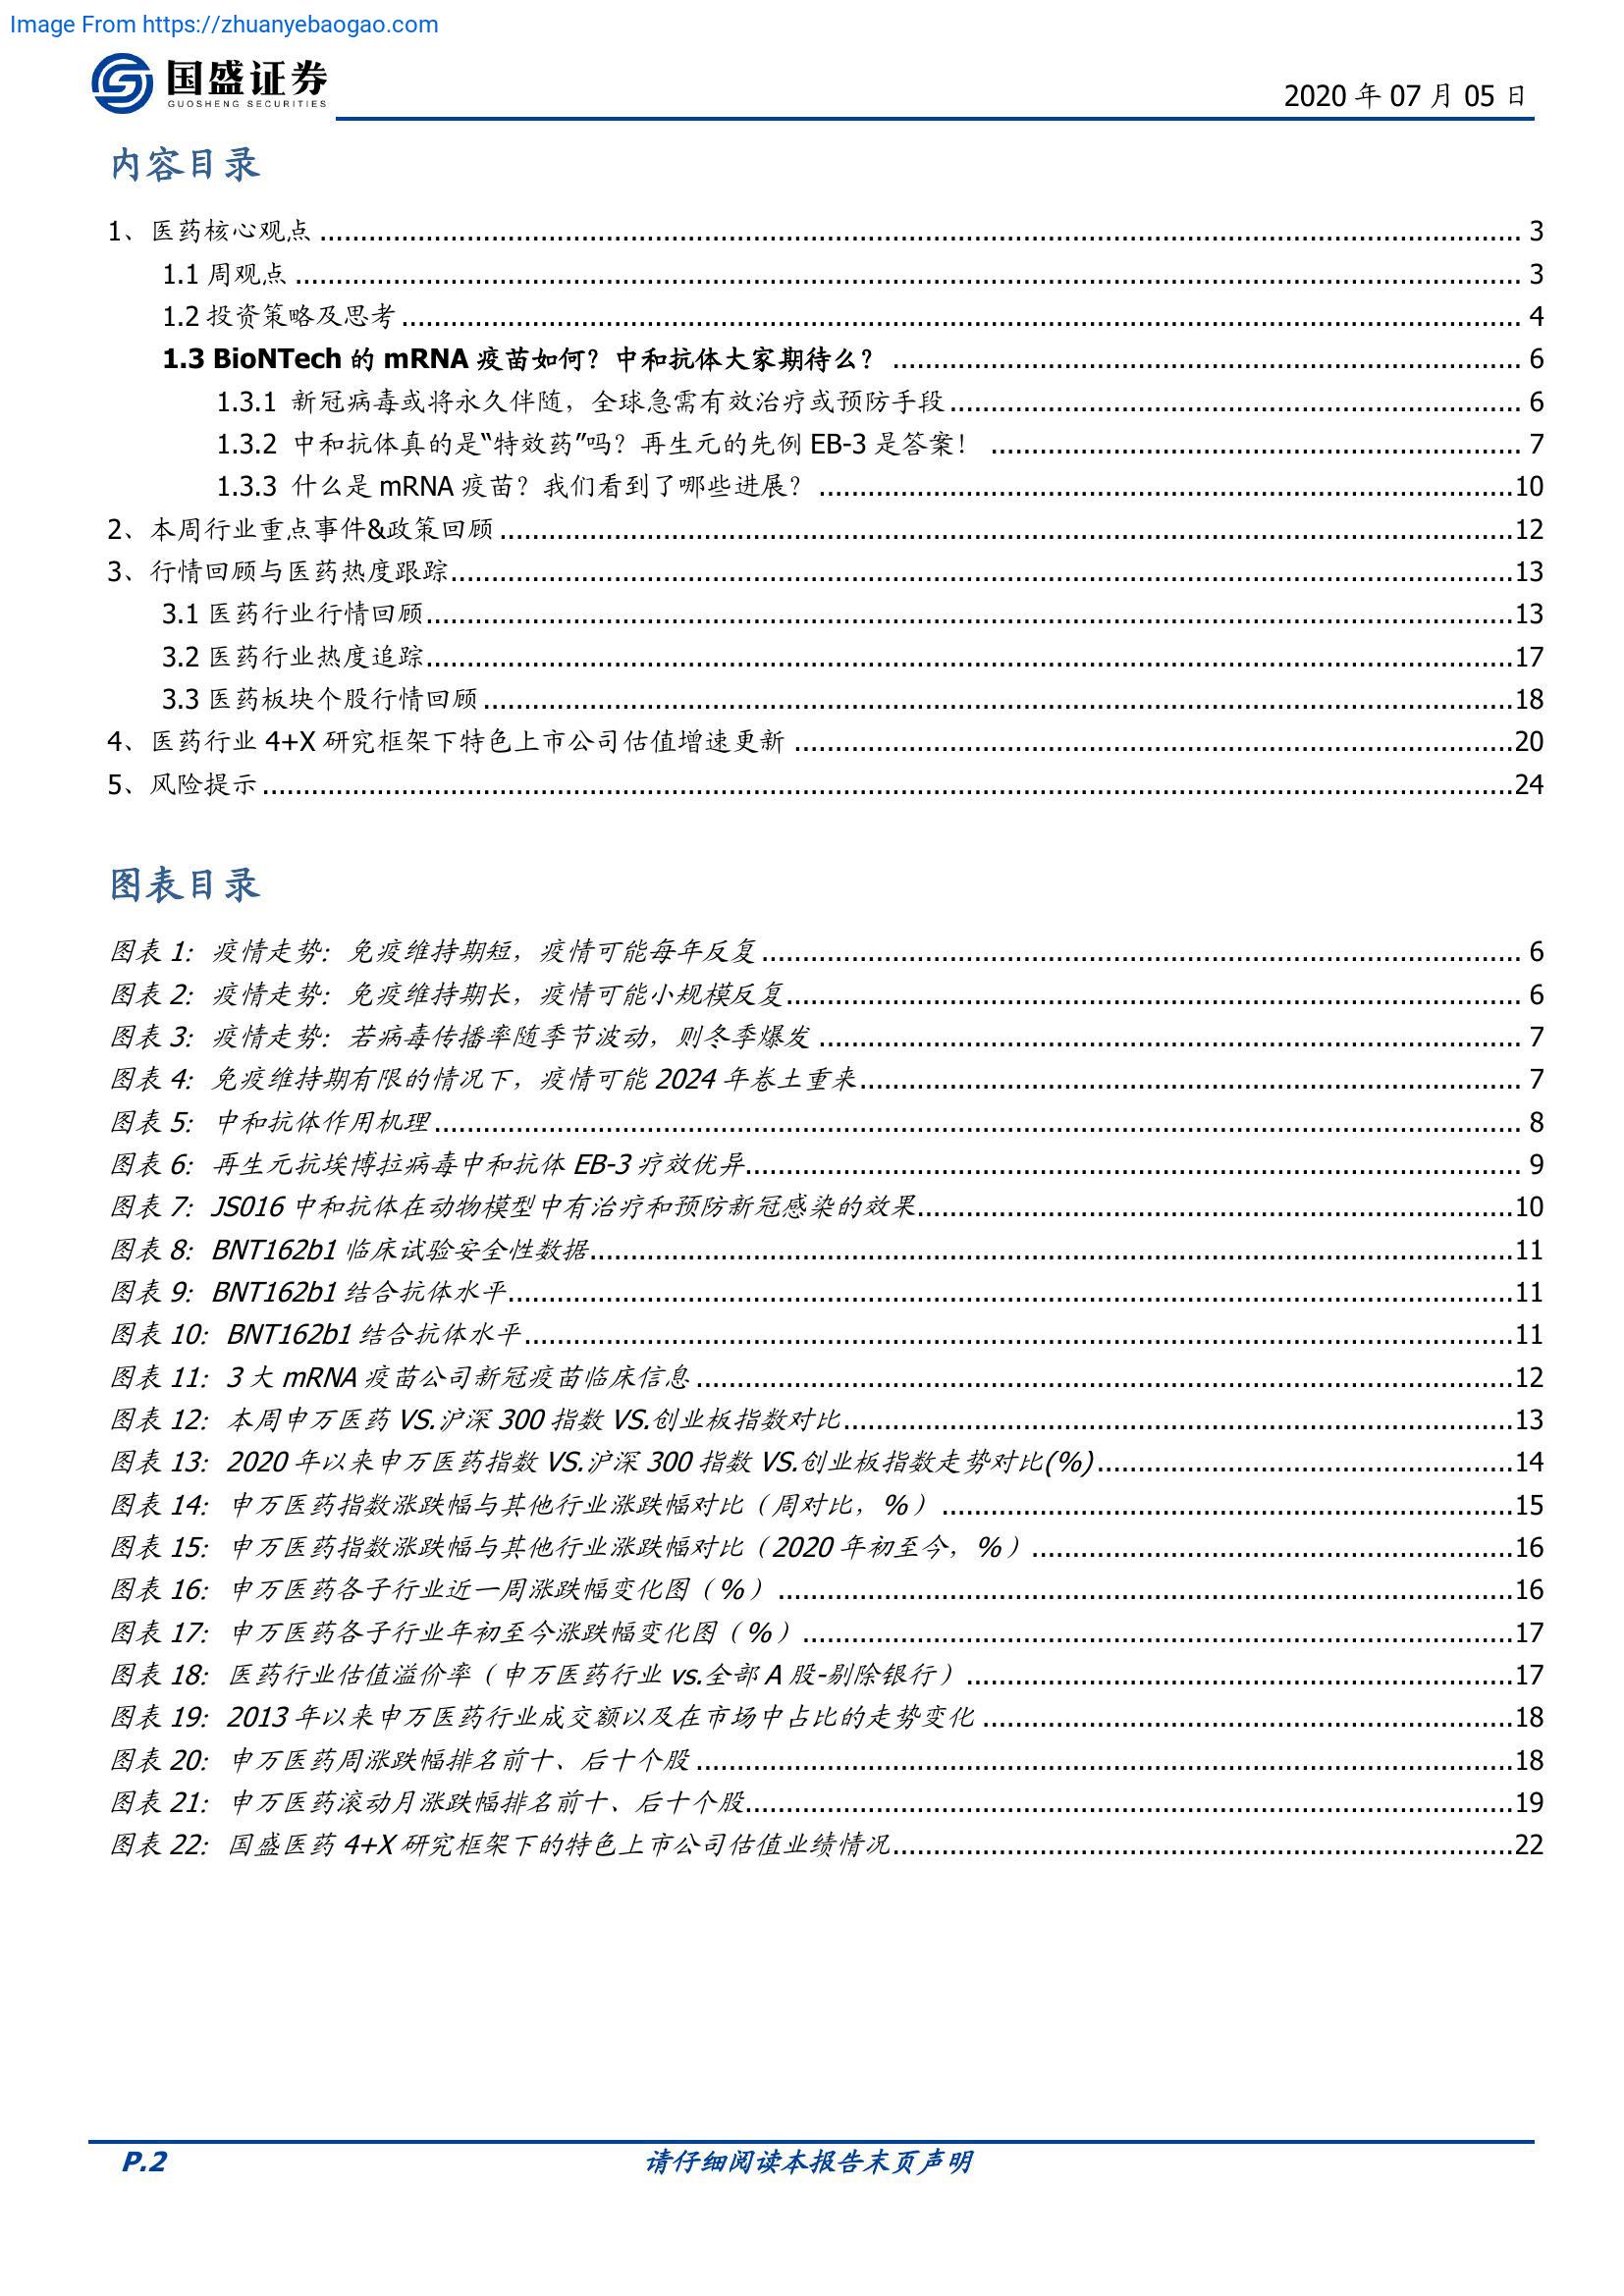 Image From https://zhuanyebaogao.com
国盛证券
GUOSHENG SECURITIES
2020 年 07 月 05 日
内容目录
1、医药核心观点 3
1.1 周观点 3
1.2 投资策略及思考 4
1.3 BioNTech 的 mRNA 疫苗如何？中和抗体大家期待么？ 6
1.3.1 新冠病毒或将永久伴随，全球急需有效治疗或预防手段 6
1.3.2 中和抗体真的是“特效药”吗？再生元的先例 EB-3 是答案！ 7
1.3.3 什么是 mRNA 疫苗？我们看到了哪些进展？ 10
2、本周行业重点事件&政策回顾 12
3、行情回顾与医药热度跟踪 13
3.1 医药行业行情回顾 13
3.2 医药行业热度追踪 17
3.3 医药板块个股行情回顾 18
4、医药行业 4+X 研究框架下特色上市公司估值增速更新 20
5、风险提示 24
图表目录
图表 1：疫情走势：免疫维持期短，疫情可能每年反复 6
图表 2：疫情走势：免疫维持期长，疫情可能小规模反复 6
图表 3：疫情走势：若病毒传播率随季节波动，则冬季爆发 7
图表 4：免疫维持期有限的情况下，疫情可能 2024 年卷土重来 7
图表 5：中和抗体作用机理 8
图表 6：再生元抗埃博拉病毒中和抗体 EB-3 疗效优异 9
图表 7：JS016 中和抗体在动物模型中有治疗和预防新冠感染的效果 10
图表 8：BNT162b1 临床试验安全性数据 11
图表 9：BNT162b1 结合抗体水平 11
图表 10：BNT162b1 结合抗体水平 11
图表 11：3 大 mRNA 疫苗公司新冠疫苗临床信息 12
图表 12：本周申万医药 VS.沪深 300 指数 VS.创业板指数对比 13
图表 13：2020 年以来申万医药指数 VS.沪深 300 指数 VS.创业板指数走势对比(%) 14
图表 14：申万医药指数涨跌幅与其他行业涨跌幅对比（周对比，%） 15
图表 15：申万医药指数涨跌幅与其他行业涨跌幅对比（2020 年初至今，%） 16
图表 16：申万医药各子行业近一周涨跌幅变化图（%） 16
图表 17：申万医药各子行业年初至今涨跌幅变化图（%） 17
图表 18：医药行业估值溢价率（申万医药行业 vs.全部 A 股-剔除银行） 17
图表 19：2013 年以来申万医药行业成交额以及在市场中占比的走势变化 18
图表 20：申万医药周涨跌幅排名前十、后十个股 18
图表 21：申万医药滚动月涨跌幅排名前十、后十个股 19
图表 22：国盛医药 4+X 研究框架下的特色上市公司估值业绩情况 22
P.2 请仔细阅读本报告末页声明